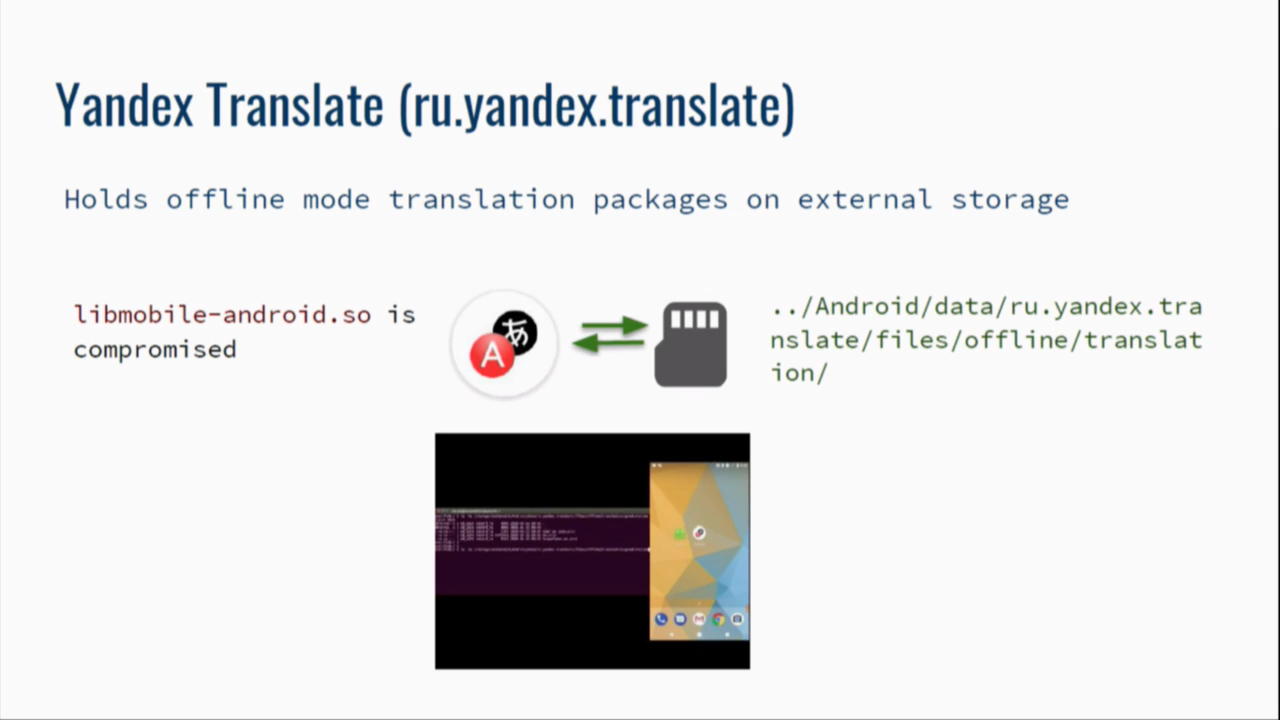 Yandex Translate (ru.yandex.translate)
Holds offline mode translation packages on external storage
libmobile-android.so is
compromised
A
あ
../Android/data/ru.yandex.tra
nslate/files/offline/translat
ion/